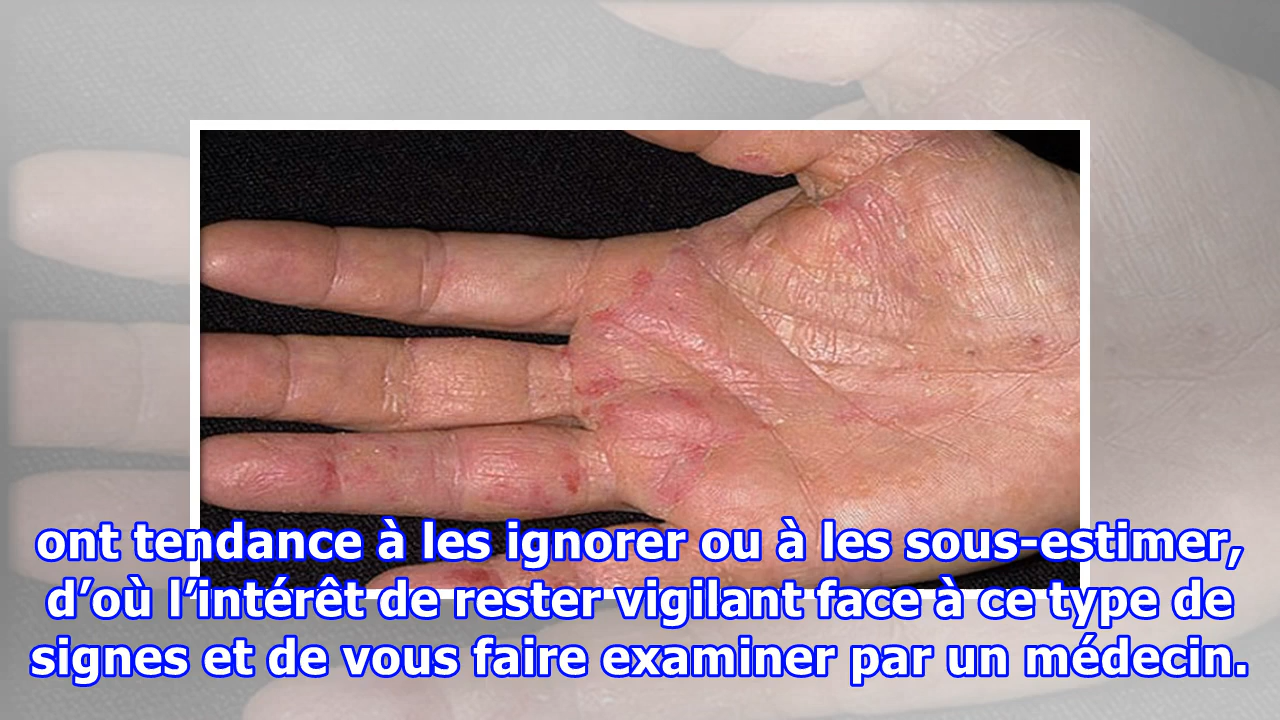 ont tendance à les ignorer ou à les sous-estimer,
d’où l’intérêt de rester vigilant face à ce type de
signes et de vous faire examiner par un médecin.